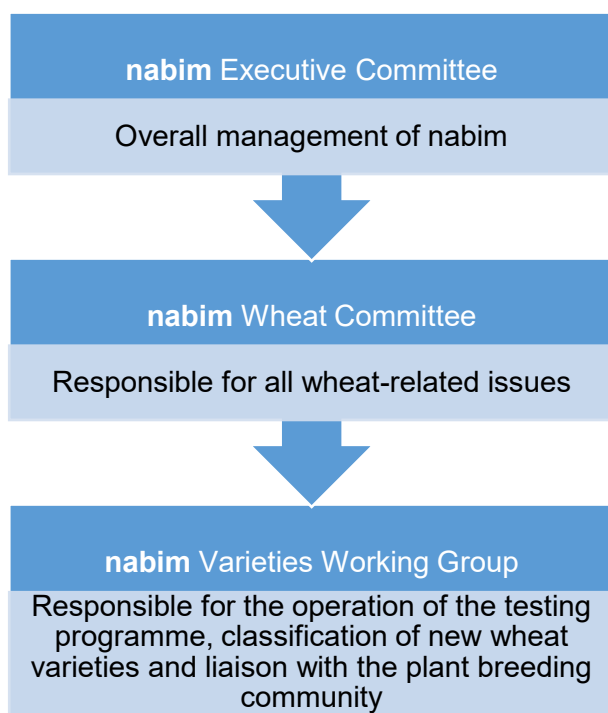 nabim Executive Committee
Overall management of nabim
nabim Wheat Committee
Responsible for all wheat-related issues
nabim Varieties Working Group
Responsible for the operation of the testing
programme, classification of new wheat
varieties and liaison with the plant breeding
community